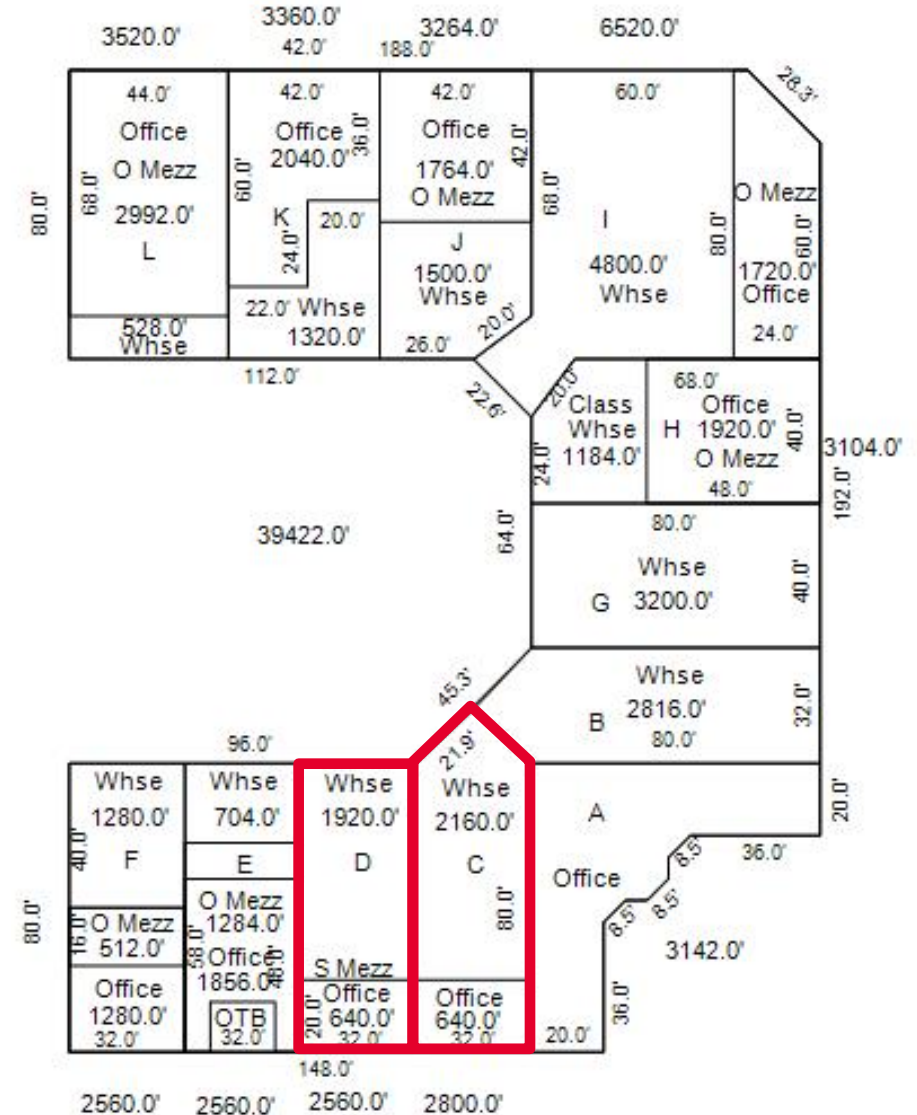 3520.0' 3360.0' 3264.0' 6520.0'
42.0' 188.0'
28.3'
44.0' 42.0' 42.0' 60.0'
Office Office 36.0' Office 42.0'
O Mezz 2040.0' 1764.0' O Mezz
80.0' 68.0' 60.0' O Mezz 68.0' 80.0' 60.0'
2992.0' K 20.0' I
L 24.0' J 4800.0' 1720.0'
1500.0' Whse Office
22.0' Whse Whse
528.0' 1320.0' 20.0' 24.0'
Whse 26.0'
112.0' 22.6' 20.0' 68.0'
Class Office
Whse H 1920.0' 40.0'
1184.0' O Mezz 3104.0'
24.0' 48.0' 192.0'
39422.0' 64.0' 80.0'
Whse
G 3200.0' 40.0'
45.3' Whse
B 2816.0' 32.0'
96.0' 21.9' 80.0'
Whse Whse Whse Whse
1280.0' 704.0' 1920.0' 2160.0' A 20.0'
40.0' F E D C 8.5' 36.0'
Office
80.0' O Mezz 80.0' 8.5' 8.5'
16.0' O Mezz 1284.0' 3142.0'
512.0' 58.0' Office 48.0'
1856.0' S Mezz
Office Office Office
1280.0' OTB 20.0' 640.0' 640.0' 36.0'
32.0' 32.0' 32.0' 32.0' 20.0'
148.0'
2560.0' 2560.0' 2560.0' 2800.0'